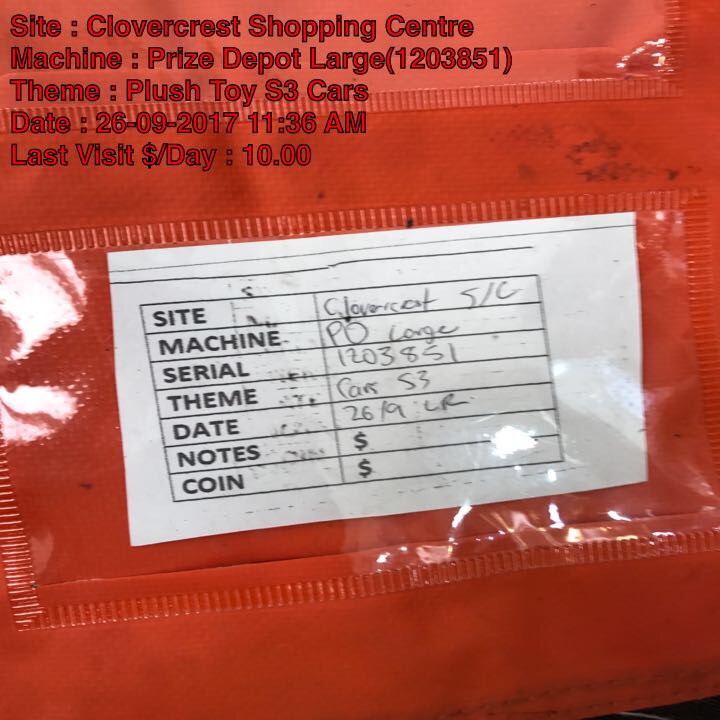 Site : Clovercrest Shopping Centre
Machine : Prize Depot Large(1203851)
Theme : Plush Toy S3 Cars
Date : 26-09-2017 11:36 AM
Last Visit $/Day : 10.00
SITE Clovercrest S/C
MACHINE PD Large
SERIAL 1203851
THEME Cars S3
DATE 26/9 LR
NOTES $
COIN $